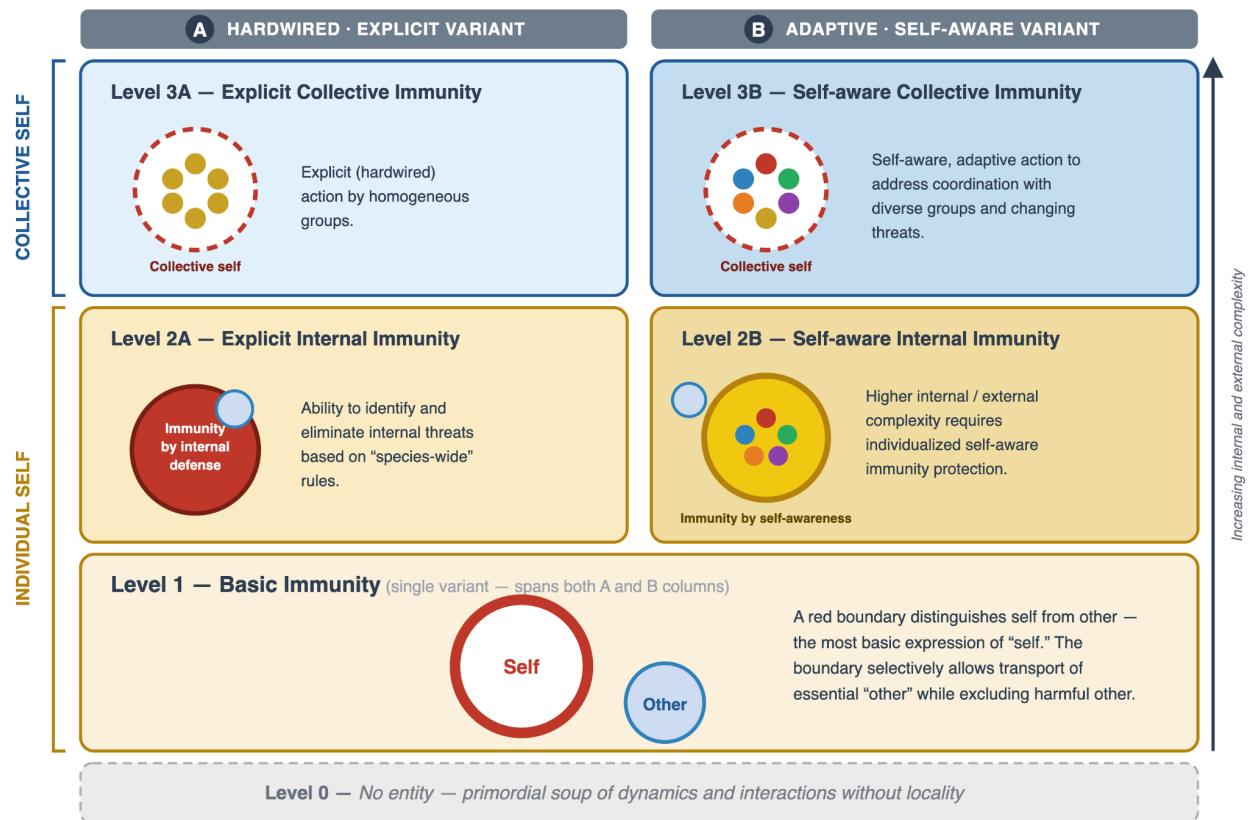 A HARDWIRED · EXPLICIT VARIANT
B ADAPTIVE · SELF-AWARE VARIANT
COLLECTIVE SELF
Level 3A — Explicit Collective Immunity
Explicit (hardwired)
action by homogeneous
groups.
Collective self
Level 3B — Self-aware Collective Immunity
Self-aware, adaptive action to
address coordination with
diverse groups and changing
threats.
Collective self
INDIVIDUAL SELF
Level 2A — Explicit Internal Immunity
Immunity
by internal
defense
Ability to identify and
eliminate internal threats
based on “species-wide”
rules.
Level 2B — Self-aware Internal Immunity
Higher internal / external
complexity requires
individualized self-aware
immunity protection.
Immunity by self-awareness
Level 1 — Basic Immunity (single variant — spans both A and B columns)
Self
Other
A red boundary distinguishes self from other —
the most basic expression of “self.” The
boundary selectively allows transport of
essential “other” while excluding harmful other.
Level 0 — No entity — primordial soup of dynamics and interactions without locality
Increasing internal and external complexity